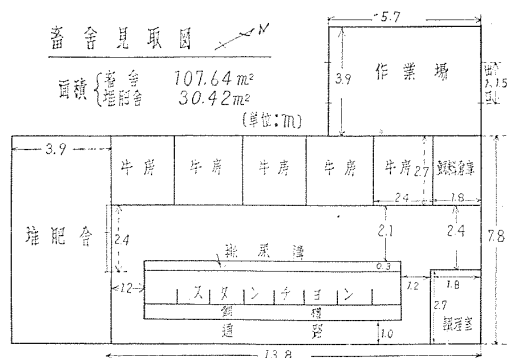 畜舎見取図 N
面積{畜舎 107.64m²
堆肥舎 30.42m²
(単位:m)
5.7
3.9
作業場
1.5
3.9
牛房 牛房 牛房 牛房 牛房 飼料倉庫
2.7
2.4 1.8
堆肥舎
2.4
2.1
2.4
7.8
排尿溝
0.3
1.2
スタンチョン
1.2
1.8
2.7
飼槽
通路
1.0
調理室
13.8